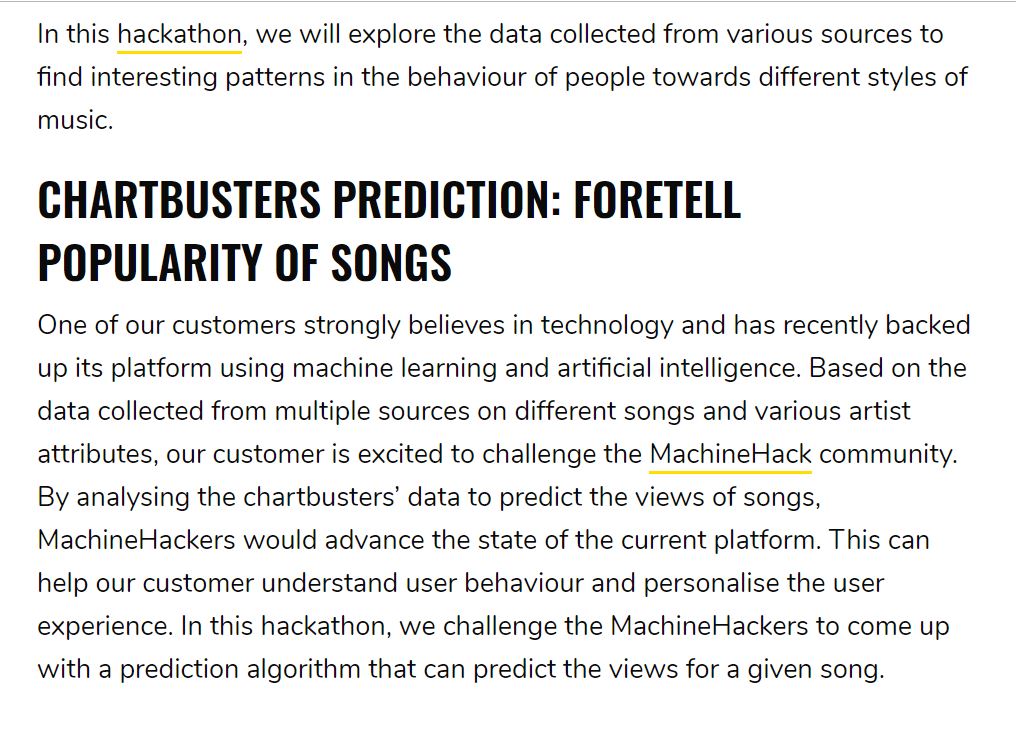 In this hackathon, we will explore the data collected from various sources to
find interesting patterns in the behaviour of people towards different styles of
music.
CHARTBUSTERS PREDICTION: FORETELL
POPULARITY OF SONGS
One of our customers strongly believes in technology and has recently backed
up its platform using machine learning and artificial intelligence. Based on the
data collected from multiple sources on different songs and various artist
attributes, our customer is excited to challenge the MachineHack community.
By analysing the chartbusters’ data to predict the views of songs,
MachineHackers would advance the state of the current platform. This can
help our customer understand user behaviour and personalise the user
experience. In this hackathon, we challenge the MachineHackers to come up
with a prediction algorithm that can predict the views for a given song.